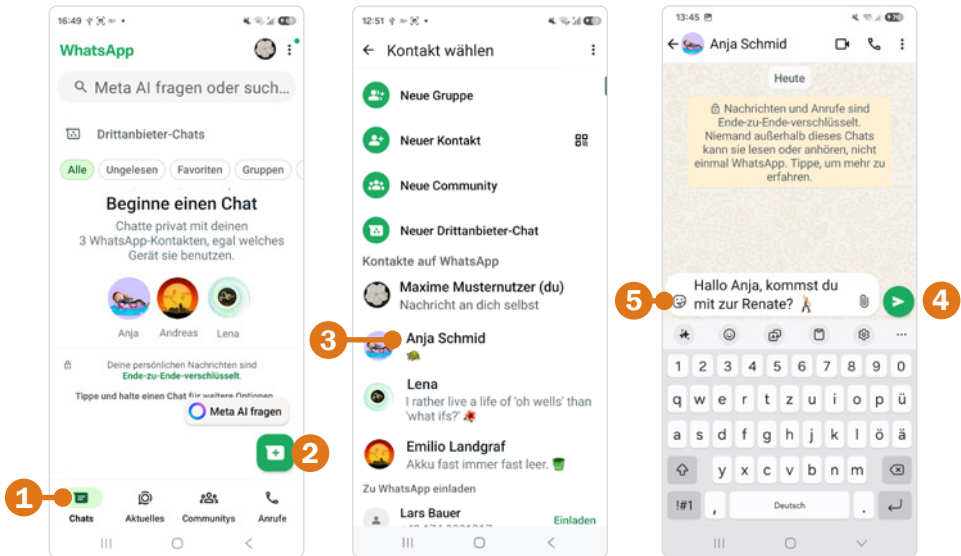 16:49
WhatsApp
Meta AI fragen oder such...
Drittanbieter-Chats
Alle
Ungelesen
Favoriten
Gruppen
Beginne einen Chat
Chatte privat mit deinen
3 WhatsApp-Kontakten, egal welches
Gerät sie benutzen.
Anja
Andreas
Lena
Deine persönlichen Nachrichten sind
Ende-zu-Ende-verschlüsselt.
Tippe und halte einen Chat für weitere Optionen
Meta AI fragen
2
1
Chats
Aktuelles
Communitys
Anrufe
12:51
Kontakt wählen
Neue Gruppe
Neuer Kontakt
Neue Community
Neuer Drittanbieter-Chat
Kontakte auf WhatsApp
Maxime Musternutzer (du)
Nachricht an dich selbst
3
Anja Schmid
🐢
Lena
I rather live a life of 'oh wells' than
'what ifs?' 🍁
Emilio Landgraf
Akku fast immer fast leer. 🪣
Zu WhatsApp einladen
Lars Bauer
Einladen
13:45
Anja Schmid
Heute
Nachrichten und Anrufe sind
Ende-zu-Ende-verschlüsselt.
Niemand außerhalb dieses Chats
kann sie lesen oder anhören, nicht
einmal WhatsApp. Tippe, um mehr zu
erfahren.
5
Hallo Anja, kommst du
mit zur Renate? 💃
4
1 2 3 4 5 6 7 8 9 0
q w e r t z u i o p ü
a s d f g h j k l ö ä
y x c v b n m
!#1 , Deutsch .